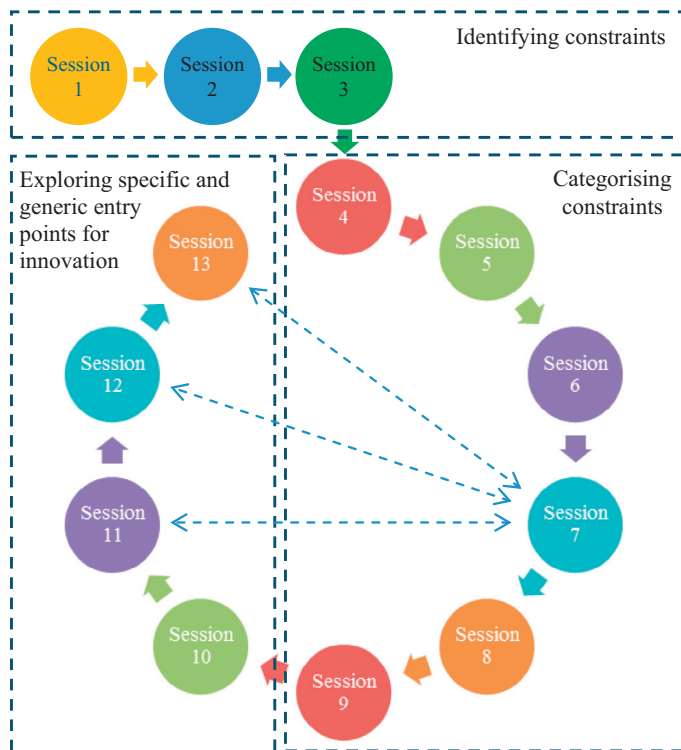 Identifying constraints
Session
1
Session
2
Session
3
Exploring specific and
generic entry
points for
innovation
Categorising
constraints
Session
4
Session
5
Session
6
Session
7
Session
8
Session
9
Session
10
Session
11
Session
12
Session
13